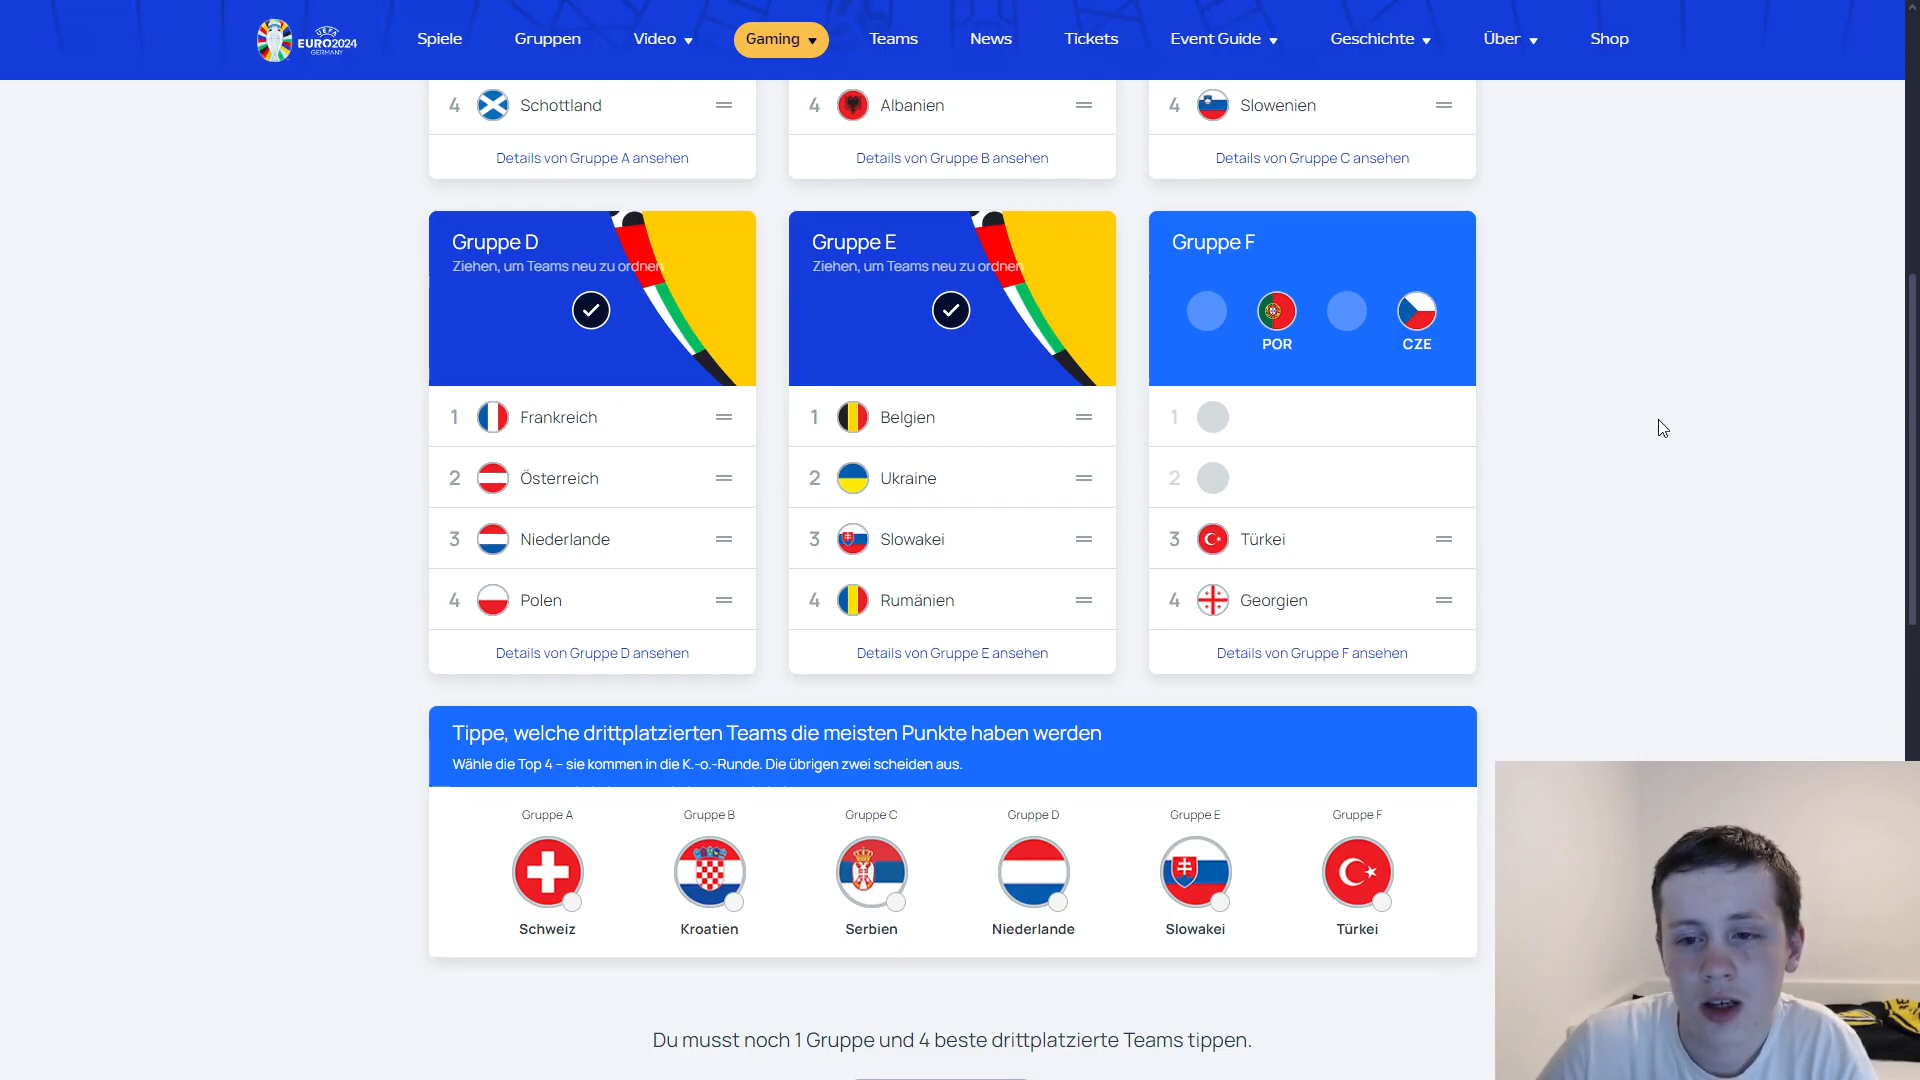 UEFA
EURO2024
GERMANY
Spiele
Gruppen
Video
Gaming
Teams
News
Tickets
Event Guide
Geschichte
Über
Shop
4 Schottland
Details von Gruppe A ansehen
4 Albanien
Details von Gruppe B ansehen
4 Slowenien
Details von Gruppe C ansehen
Gruppe D
Ziehen, um Teams neu zu ordnen
1 Frankreich
2 Österreich
3 Niederlande
4 Polen
Details von Gruppe D ansehen
Gruppe E
Ziehen, um Teams neu zu ordnen
1 Belgien
2 Ukraine
3 Slowakei
4 Rumänien
Details von Gruppe E ansehen
Gruppe F
POR
CZE
1
2
3 Türkei
4 Georgien
Details von Gruppe F ansehen
Tippe, welche drittplatzierten Teams die meisten Punkte haben werden
Wähle die Top 4 – sie kommen in die K.-o.-Runde. Die übrigen zwei scheiden aus.
Gruppe A
Schweiz
Gruppe B
Kroatien
Gruppe C
Serbien
Gruppe D
Niederlande
Gruppe E
Slowakei
Gruppe F
Türkei
Du musst noch 1 Gruppe und 4 beste drittplatzierte Teams tippen.